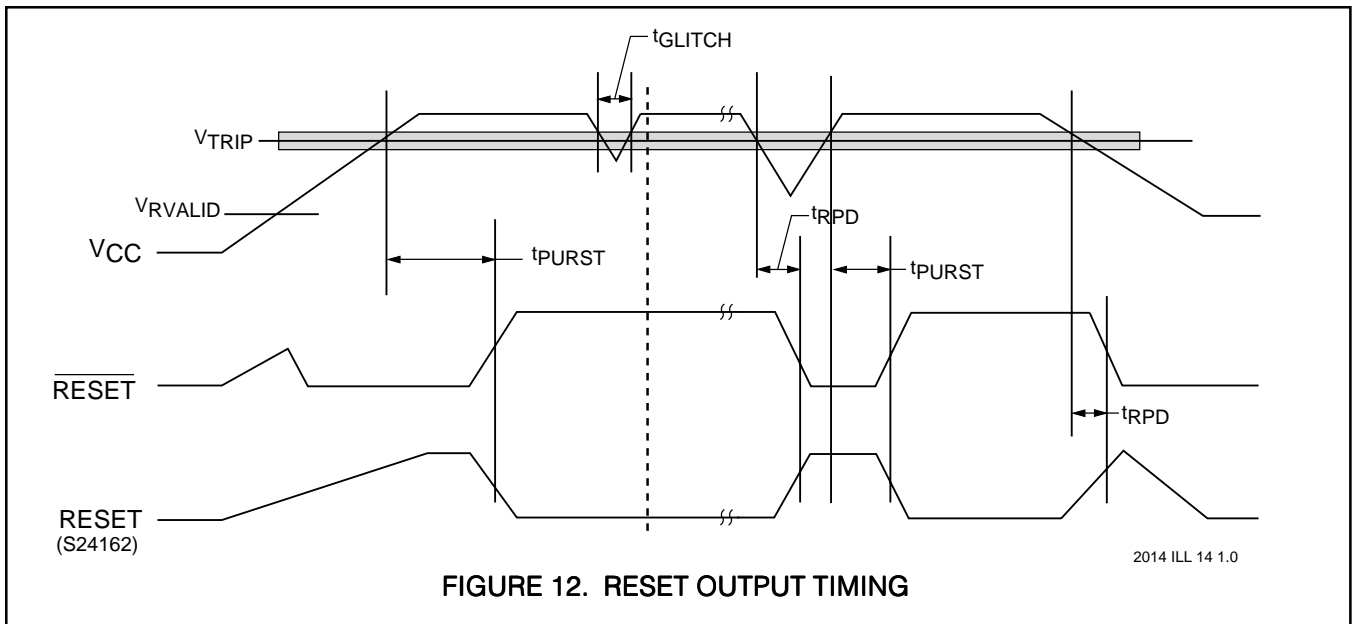 tGLITCH
VTRIP
VRVALID
VCC
tRPD
tPURST
tPURST
RESET
tRPD
RESET
(S24162)
2014 ILL 14 1.0
FIGURE 12. RESET OUTPUT TIMING